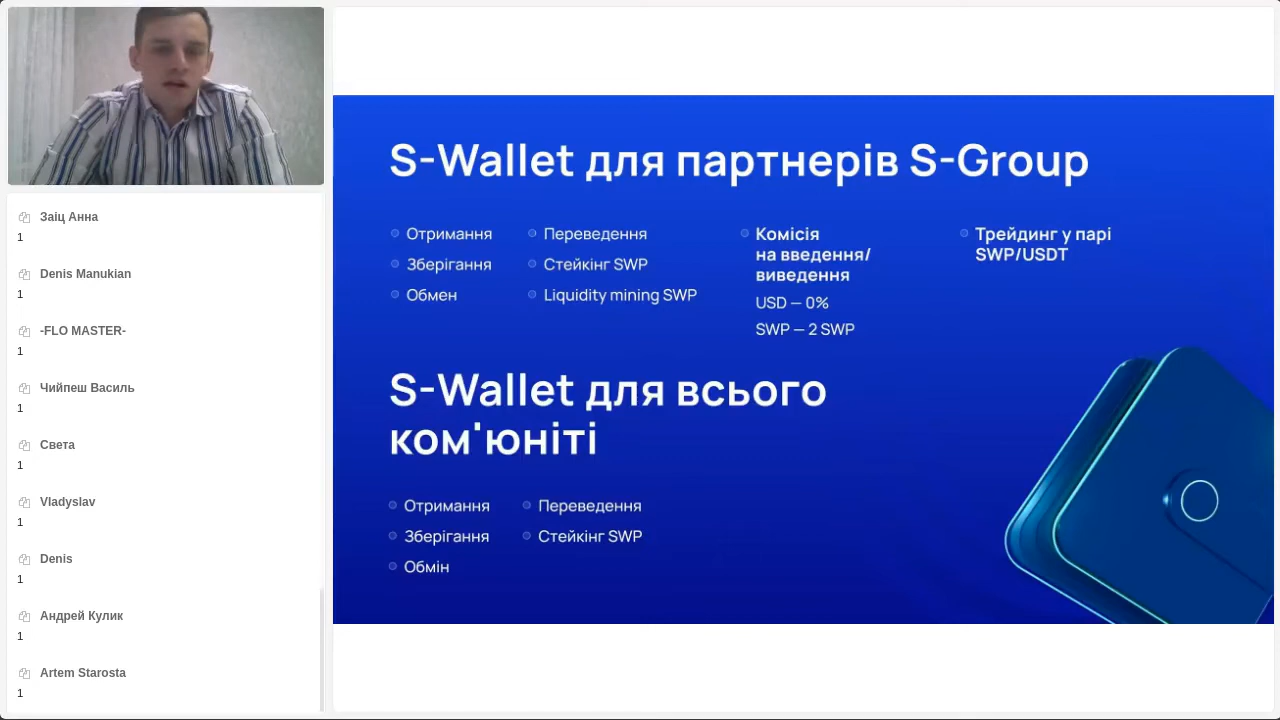 Заіц Анна
1
Denis Manukian
1
-FLO MASTER-
1
Чийпеш Василь
1
Света
1
Vladyslav
1
Denis
1
Андрей Кулик
1
Artem Starosta
1
S-Wallet для партнерів S-Group
Отримання
Зберігання
Обмен
Переведення
Стейкінг SWP
Liquidity mining SWP
Комісія
на введення/
виведення
USD — 0%
SWP — 2 SWP
Трейдинг у парі
SWP/USDT
S-Wallet для всього
ком'юніті
Отримання
Зберігання
Обмін
Переведення
Стейкінг SWP